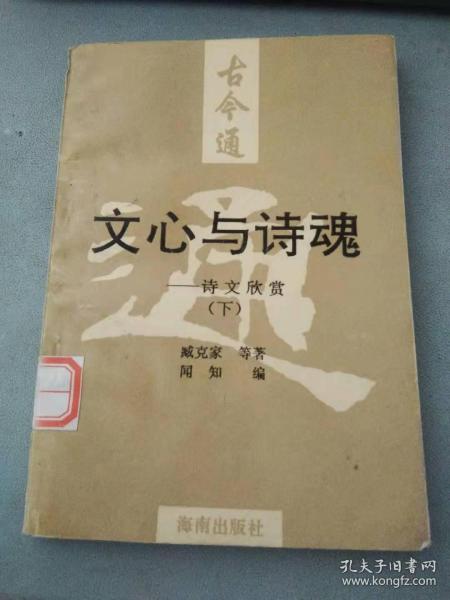 古今通
通
文心与诗魂
——诗文欣赏
(下)
臧克家 等著
闻知 编
海南出版社
孔夫子旧书网
www.kongfz.com